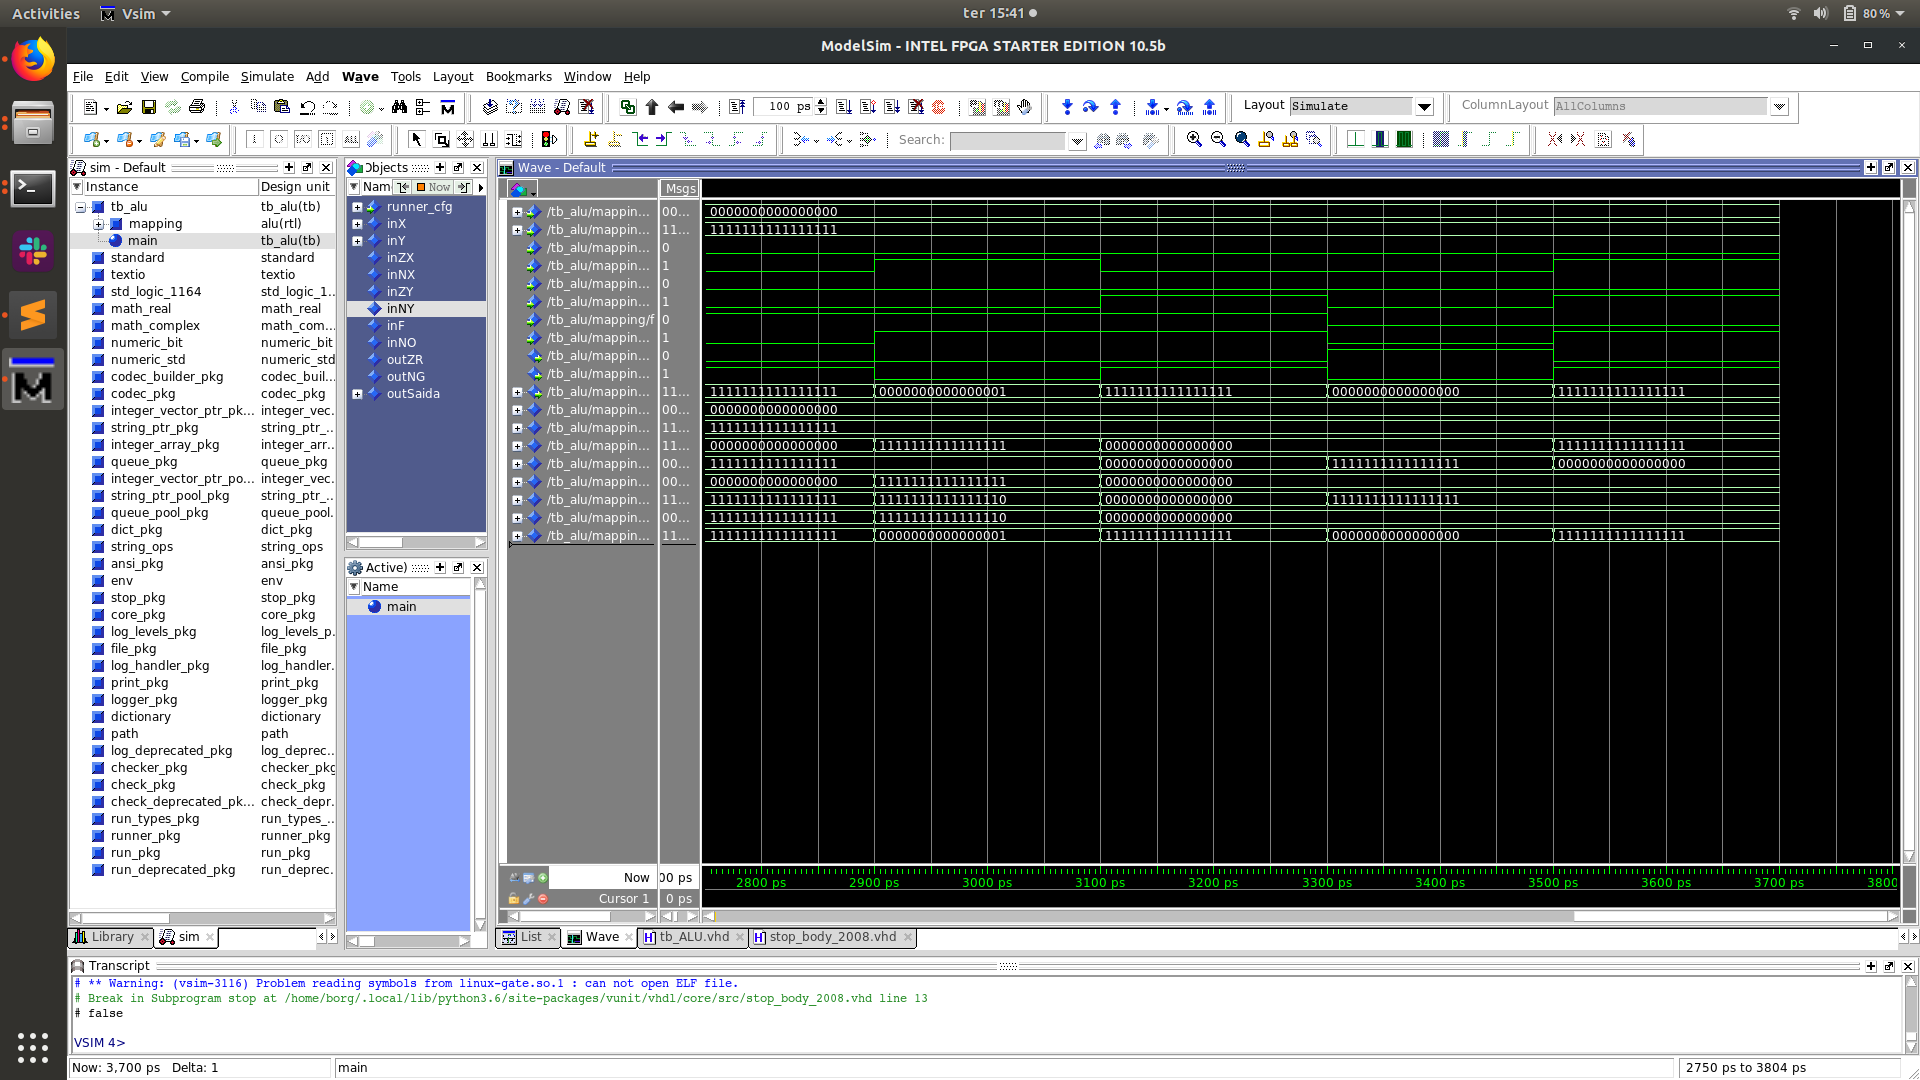 Activities Vsim ter 15:41 80 %
ModelSim - INTEL FPGA STARTER EDITION 10.5b
File Edit View Compile Simulate Add Wave Tools Layout Bookmarks Window Help
100 ps Layout Simulate ColumnLayout AllColumns
Search:
sim - Default
Instance Design unit
tb_alu tb_alu(tb)
mapping alu(rtl)
main tb_alu(tb)
standard standard
textio textio
std_logic_1164 std_logic_1..
math_real math_real
math_complex math_com...
numeric_bit numeric_bit
numeric_std numeric_std
codec_builder_pkg codec_buil...
codec_pkg codec_pkg
integer_vector_ptr_pk... integer_vec..
string_ptr_pkg string_ptr_..
integer_array_pkg integer_arr..
queue_pkg queue_pkg
integer_vector_ptr_po... integer_vec.
string_ptr_pool_pkg string_ptr_..
queue_pool_pkg queue_pool.
dict_pkg dict_pkg
string_ops string_ops
ansi_pkg ansi_pkg
env env
stop_pkg stop_pkg
core_pkg core_pkg
log_levels_pkg log_levels_p.
file_pkg file_pkg
log_handler_pkg log_handler.
print_pkg print_pkg
logger_pkg logger_pkg
dictionary dictionary
path path
log_deprecated_pkg log_deprec..
checker_pkg checker_pkg
check_pkg check_pkg
check_deprecated_pk... check_depr.
run_types_pkg run_types_..
runner_pkg runner_pkg
run_pkg run_pkg
run_deprecated_pkg run_deprec.
Library sim
Objects
Name Now
runner_cfg
inX
inY
inZX
inNX
inZY
inNY
inF
inNO
outZR
outNG
outSaida
Active)
Name
main
Wave - Default
Msgs
/tb_alu/mappin... 00... 0000000000000000
/tb_alu/mappin... 11... 1111111111111111
/tb_alu/mappin... 0
/tb_alu/mappin... 1
/tb_alu/mappin... 0
/tb_alu/mappin... 1
/tb_alu/mapping/f 0
/tb_alu/mappin... 1
/tb_alu/mappin... 0
/tb_alu/mappin... 1
/tb_alu/mappin... 11... 1111111111111111 0000000000000001 1111111111111111 0000000000000000 1111111111111111
/tb_alu/mappin... 00... 0000000000000000
/tb_alu/mappin... 11... 1111111111111111
/tb_alu/mappin... 11... 0000000000000000 1111111111111111 0000000000000000 1111111111111111
/tb_alu/mappin... 00... 1111111111111111 0000000000000000 1111111111111111 0000000000000000
/tb_alu/mappin... 00... 0000000000000000 1111111111111111 0000000000000000
/tb_alu/mappin... 11... 1111111111111111 1111111111111110 0000000000000000 1111111111111111
/tb_alu/mappin... 00... 1111111111111111 1111111111111110 0000000000000000
/tb_alu/mappin... 11... 1111111111111111 0000000000000001 1111111111111111 0000000000000000 1111111111111111
Now 00 ps 2800 ps 2900 ps 3000 ps 3100 ps 3200 ps 3300 ps 3400 ps 3500 ps 3600 ps 3700 ps 3800
Cursor 1 0 ps
List Wave tb_ALU.vhd stop_body_2008.vhd
Transcript
# ** Warning: (vsim-3116) Problem reading symbols from linux-gate.so.1 : can not open ELF file.
# Break in Subprogram stop at /home/borg/.local/lib/python3.6/site-packages/vunit/vhdl/core/src/stop_body_2008.vhd line 13
# false
VSIM 4>
Now: 3,700 ps Delta: 1 main 2750 ps to 3804 ps